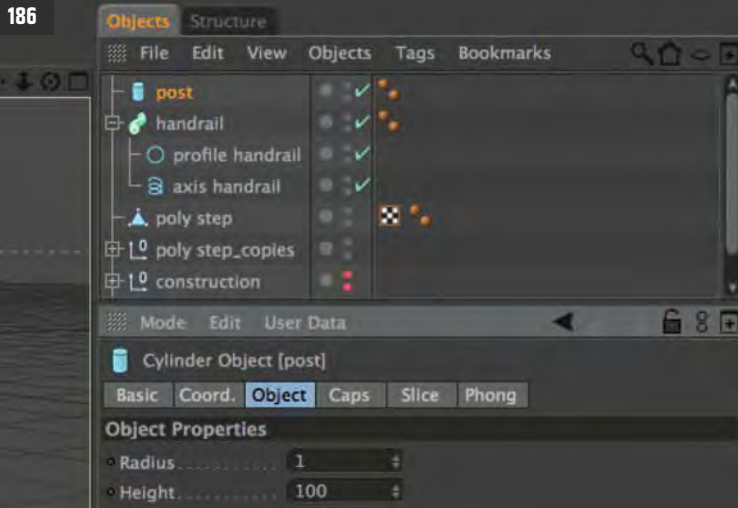 186
Objects Structure
File Edit View Objects Tags Bookmarks
post
handrail
profile handrail
axis handrail
poly step
poly step_copies
construction
Mode Edit User Data
Cylinder Object [post]
Basic Coord. Object Caps Slice Phong
Object Properties
Radius 1
Height 100